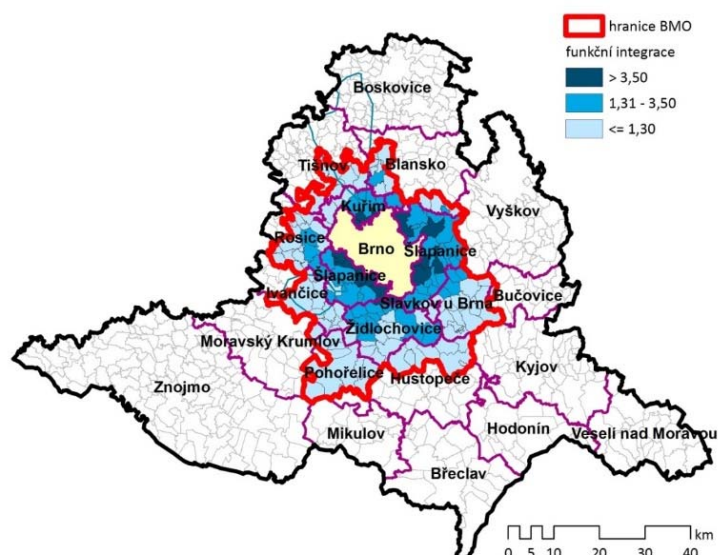 hranice BMO
funkční integrace
> 3,50
1,31 - 3,50
<= 1,30
Boskovice
Tišnov
Blansko
Kuřim
Vyškov
Rosice
Brno
Šlapanice
Šlapanice
Ivančice
Slavkov u Brna
Bučovice
Židlochovice
Moravský Krumlov
Pohořelice
Hustopeče
Kyjov
Znojmo
Mikulov
Hodonín
Veselí nad Moravou
Břeclav
km
0 5 10 20 30 40